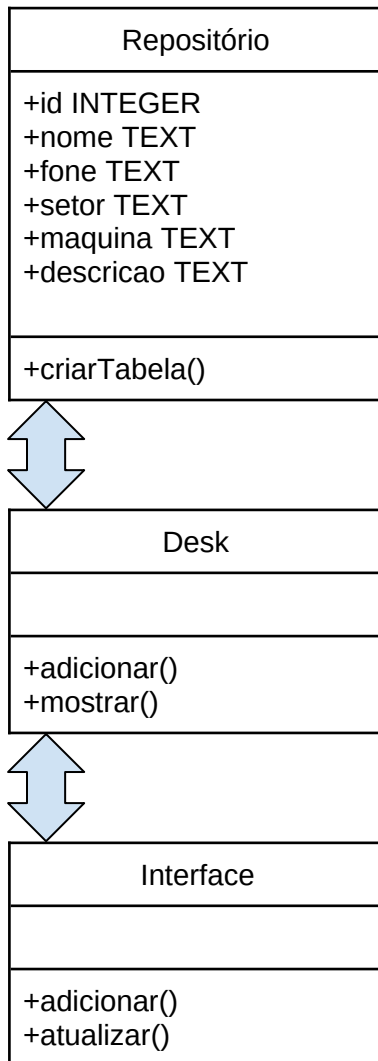 Repositório
+id INTEGER
+nome TEXT
+fone TEXT
+setor TEXT
+maquina TEXT
+descricao TEXT
+criarTabela()
Desk
+adicionar()
+mostrar()
Interface
+adicionar()
+atualizar()